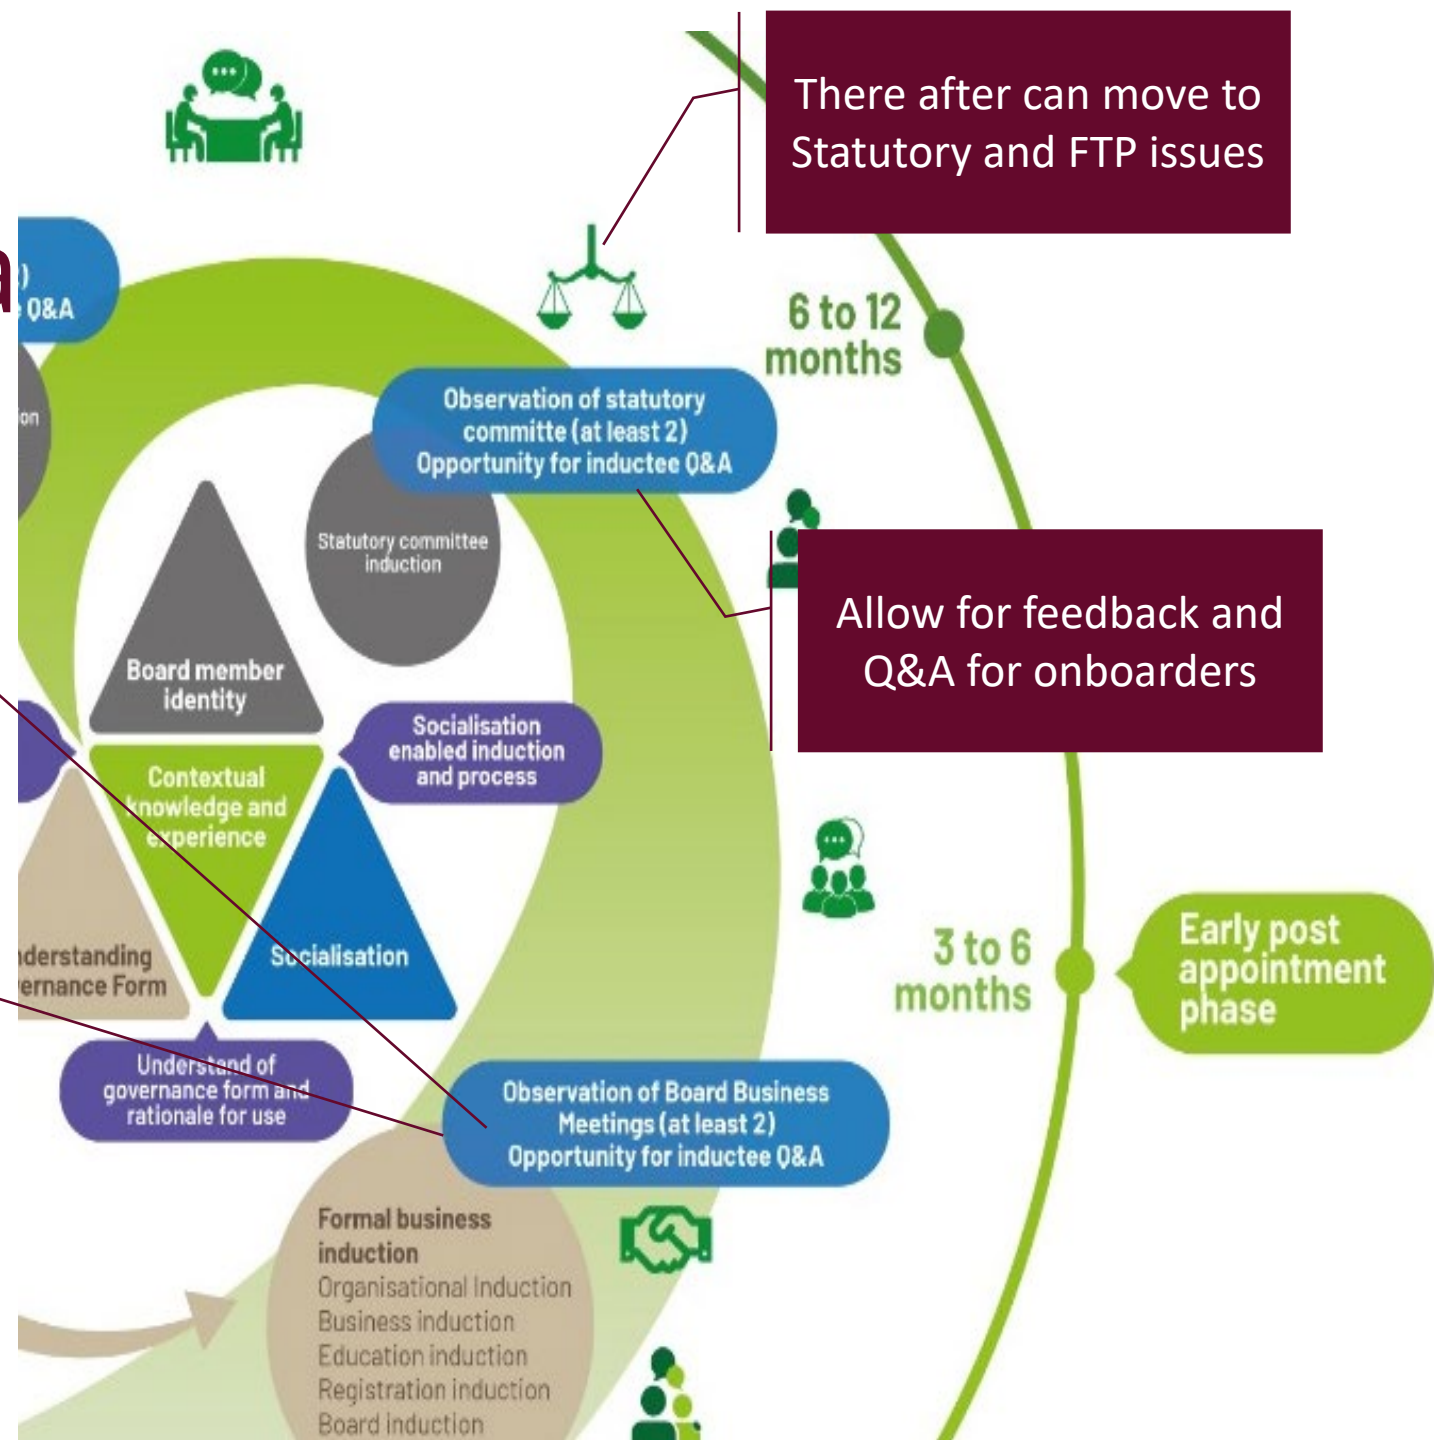 There after can move to
Statutory and FTP issues
a
Q&A
6 to 12
months
Observation of statutory
committe (at least 2)
Opportunity for inductee Q&A
Statutory committee
induction
Allow for feedback and
Q&A for onboarders
Board member
identity
Socialisation
enabled induction
and process
Contextual
knowledge and
experience
Socialisation
Form
3 to 6
months
Early post
appointment
phase
Understand of
governance form and
rationale for use
Observation of Board Business
Meetings (at least 2)
Opportunity for inductee Q&A
Formal business
induction
Organisational Induction
Business induction
Education induction
Registration induction
Board induction